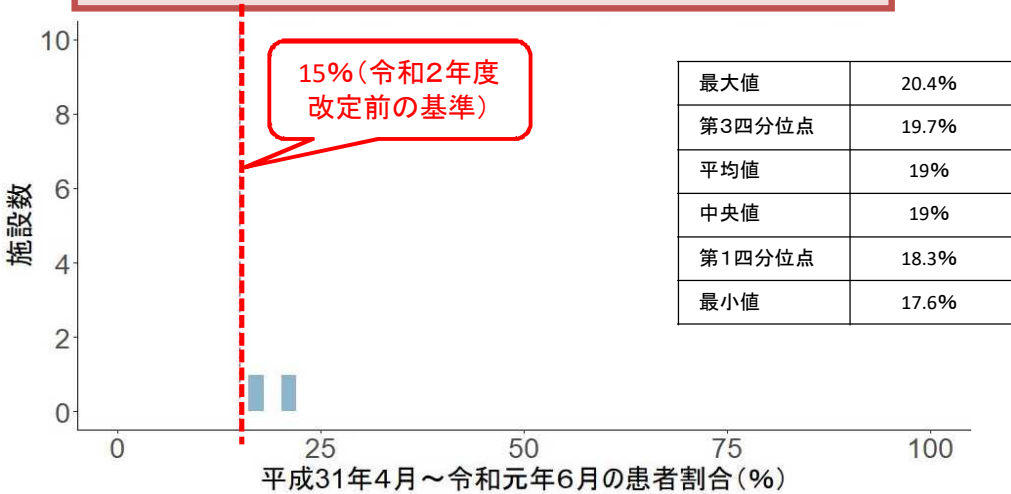 10
15%(令和2年度
改定前の基準)
8
6
4
2
0
施設数
最大値 20.4%
第3四分位点 19.7%
平均値 19%
中央値 19%
第1四分位点 18.3%
最小値 17.6%
0 25 50 75 100
平成31年4月~令和元年6月の患者割合(%)